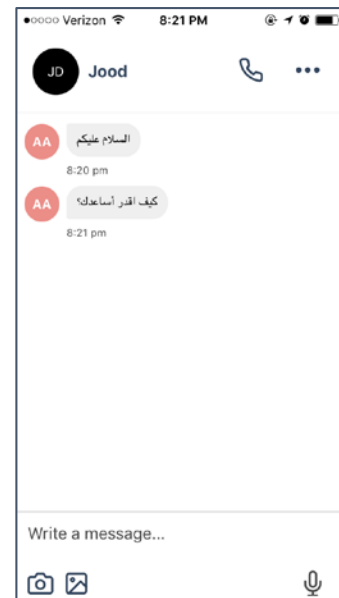 Verizon 8:21 PM
JD Jood
AA السلام عليكم
8:20 pm
AA كيف اقدر أساعدك؟
8:21 pm
Write a message...